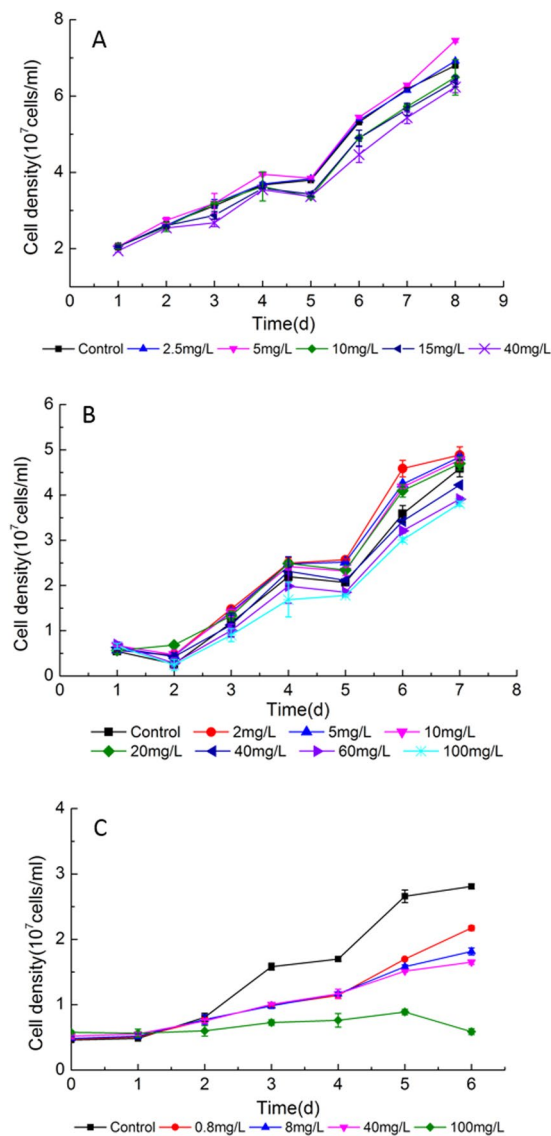 A
8
6
4
2
Cell density(10⁷cells/ml)
0 1 2 3 4 5 6 7 8 9
Time(d)
Control 2.5mg/L 5mg/L 10mg/L 15mg/L 40mg/L
B
6
5
4
3
2
1
0
Cell density(10⁷cells/ml)
0 1 2 3 4 5 6 7 8
Time(d)
Control 2mg/L 5mg/L 10mg/L
20mg/L 40mg/L 60mg/L 100mg/L
C
4
3
2
1
0
Cell density(10⁷cells/ml)
0 1 2 3 4 5 6
Time(d)
Control 0.8mg/L 8mg/L 40mg/L 100mg/L